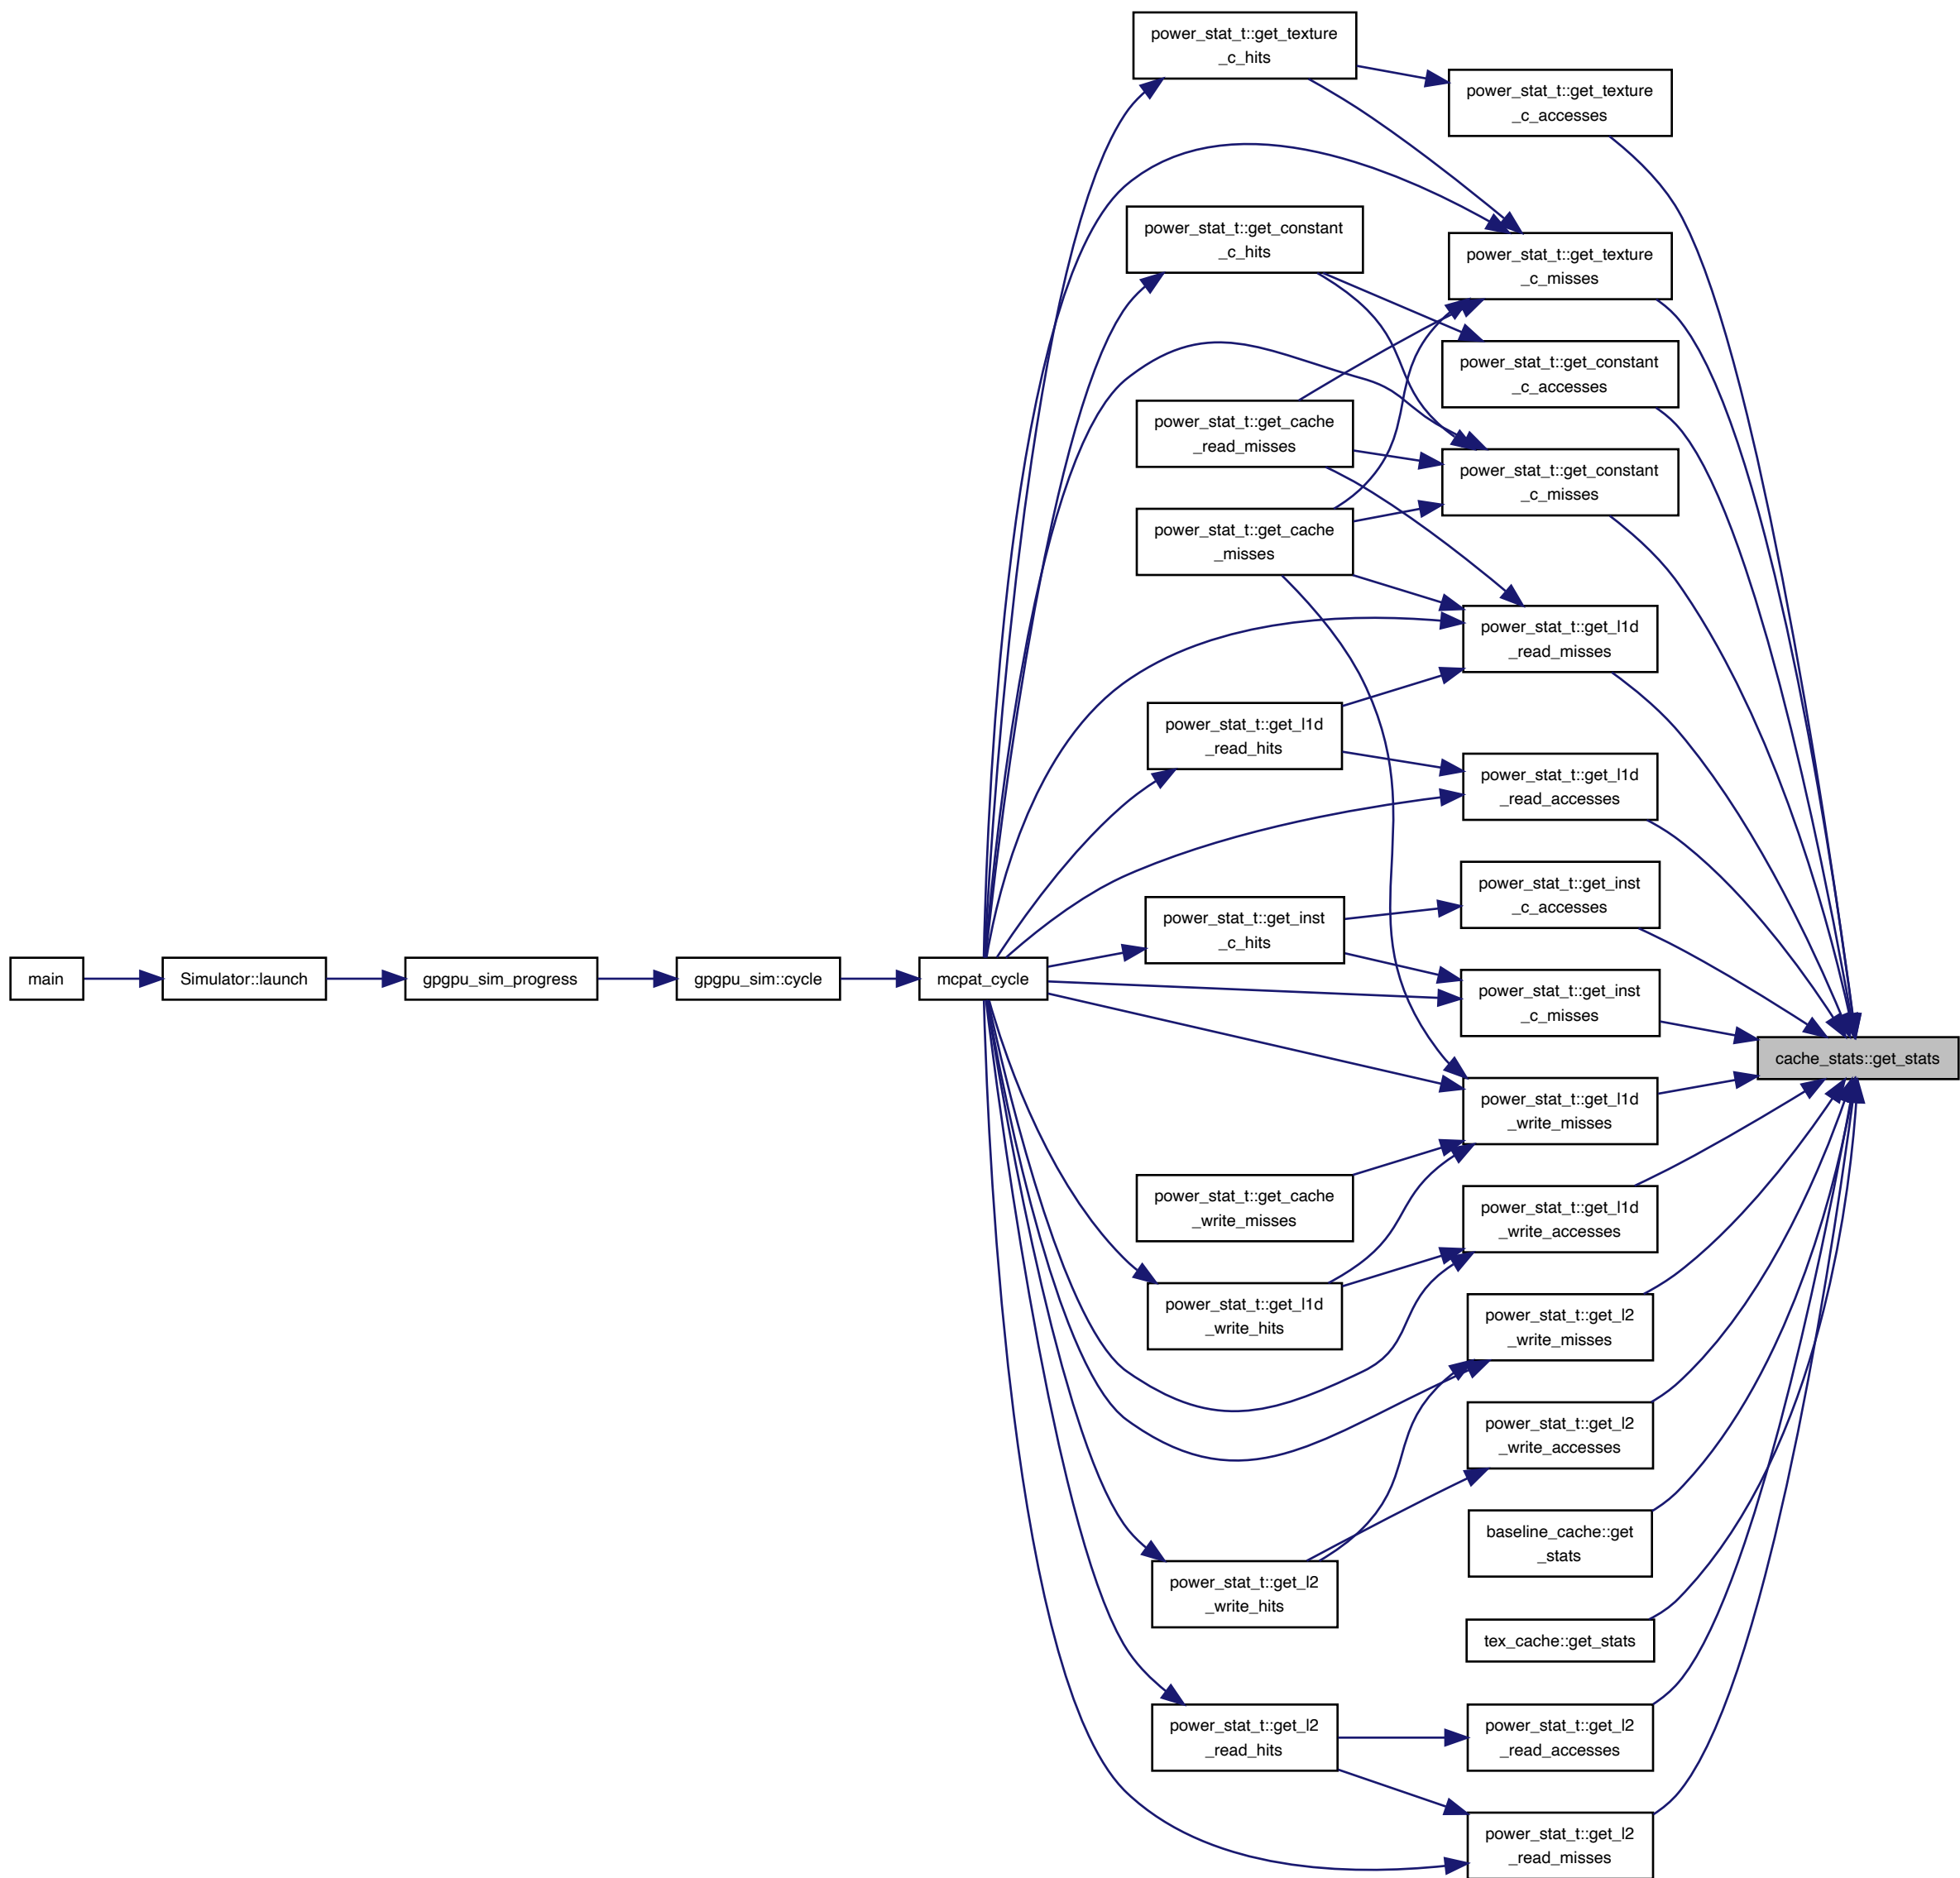 main
Simulator::launch
gpgpu_sim_progress
gpgpu_sim::cycle
mcpat_cycle
power_stat_t::get_texture
_c_hits
power_stat_t::get_constant
_c_hits
power_stat_t::get_cache
_read_misses
power_stat_t::get_cache
_misses
power_stat_t::get_l1d
_read_hits
power_stat_t::get_inst
_c_hits
power_stat_t::get_cache
_write_misses
power_stat_t::get_l1d
_write_hits
power_stat_t::get_l2
_write_hits
power_stat_t::get_l2
_read_hits
power_stat_t::get_texture
_c_accesses
power_stat_t::get_texture
_c_misses
power_stat_t::get_constant
_c_accesses
power_stat_t::get_constant
_c_misses
power_stat_t::get_l1d
_read_misses
power_stat_t::get_l1d
_read_accesses
power_stat_t::get_inst
_c_accesses
power_stat_t::get_inst
_c_misses
power_stat_t::get_l1d
_write_misses
power_stat_t::get_l1d
_write_accesses
power_stat_t::get_l2
_write_misses
power_stat_t::get_l2
_write_accesses
baseline_cache::get
_stats
tex_cache::get_stats
power_stat_t::get_l2
_read_accesses
power_stat_t::get_l2
_read_misses
cache_stats::get_stats